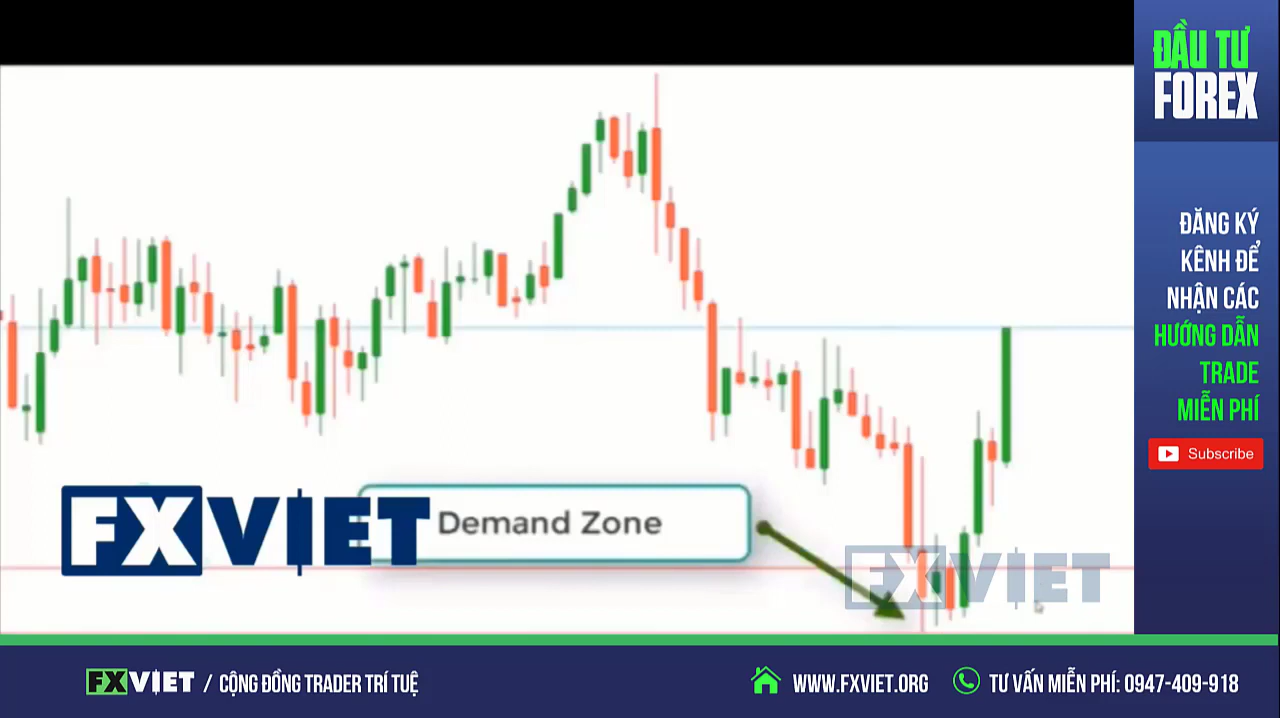 ĐẦU TƯ
FOREX
ĐĂNG KÝ
KÊNH ĐỂ
NHẬN CÁC
HƯỚNG DẪN
TRADE
MIỄN PHÍ
Subscribe
FXVIET
Demand Zone
FXVIET
FXVIET / CỘNG ĐỒNG TRADER TRÍ TUỆ
WWW.FXVIET.ORG
TƯ VẤN MIỄN PHÍ: 0947-409-918